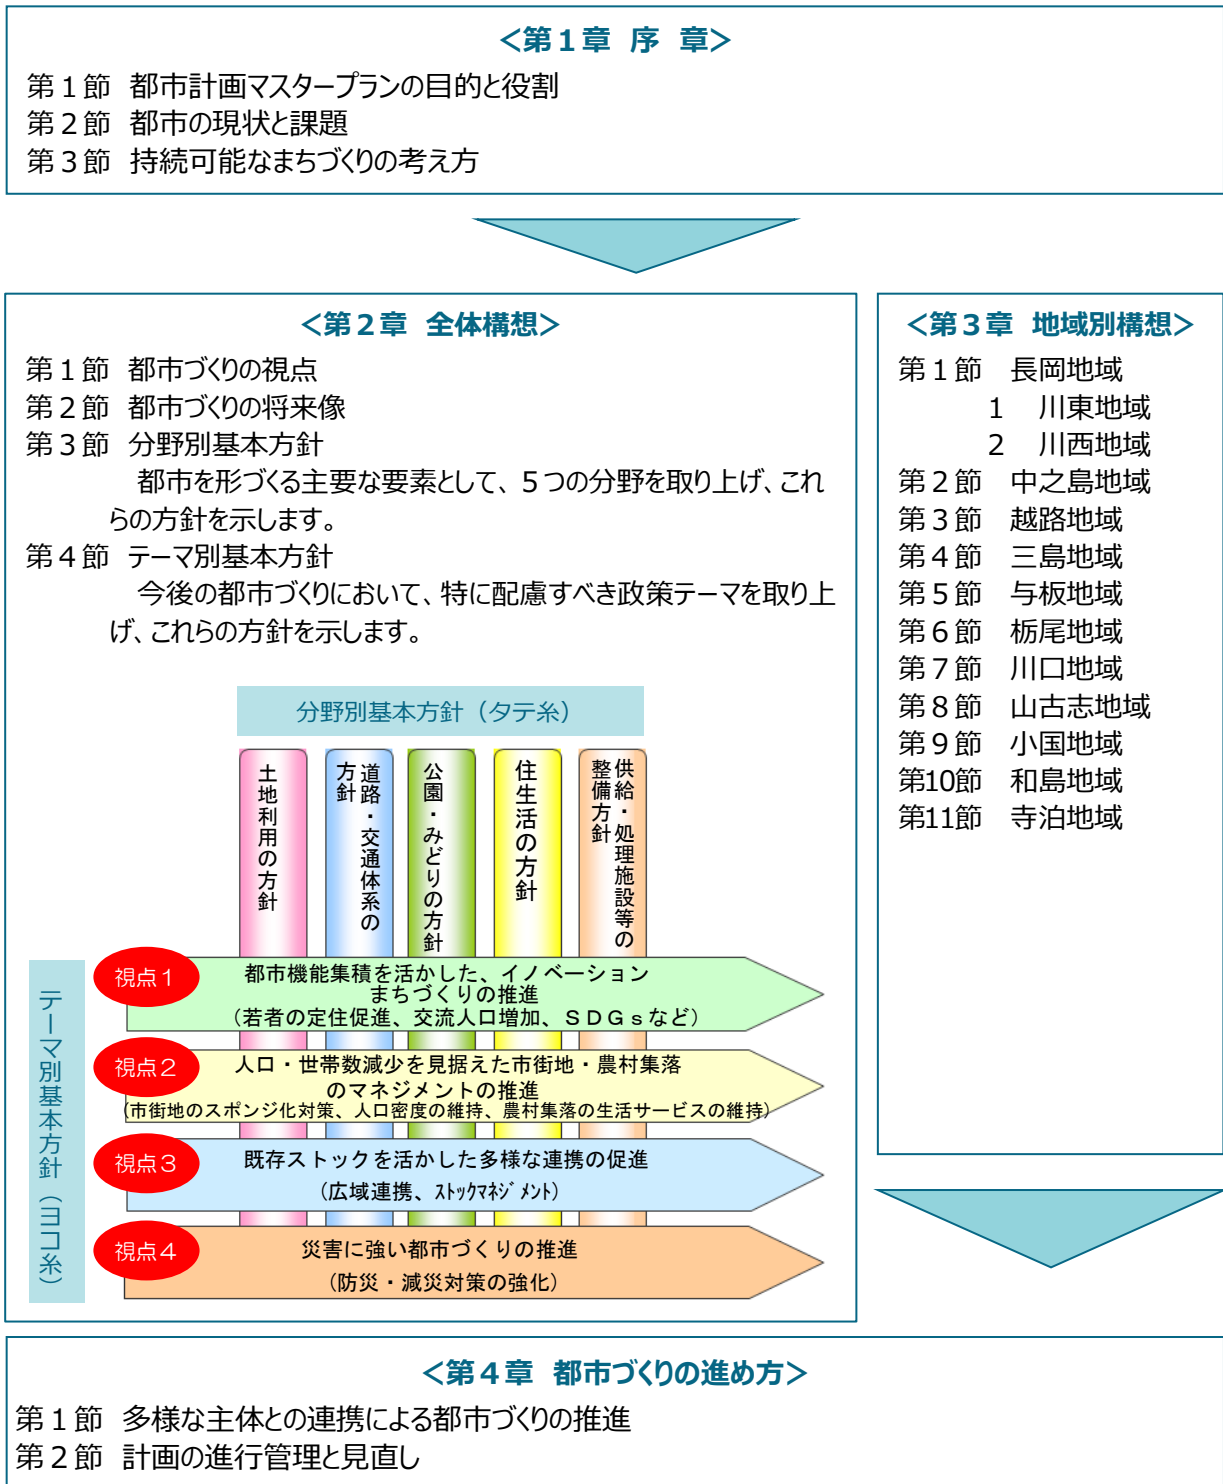 ＜第１章 序 章＞
第１節 都市計画マスタープランの目的と役割
第２節 都市の現状と課題
第３節 持続可能なまちづくりの考え方
＜第２章 全体構想＞
第１節 都市づくりの視点
第２節 都市づくりの将来像
第３節 分野別基本方針
都市を形づくる主要な要素として、５つの分野を取り上げ、これ
らの方針を示します。
第４節 テーマ別基本方針
今後の都市づくりにおいて、特に配慮すべき政策テーマを取り上
げ、これらの方針を示します。
分野別基本方針（タテ糸）
土地利用の方針
道路・交通体系の
方針
公園・みどりの方針
住生活の方針
供給・処理施設等の
整備方針
テーマ別基本方針（ヨコ糸）
視点１
都市機能集積を活かした、イノベーション
まちづくりの推進
（若者の定住促進、交流人口増加、ＳＤＧｓなど）
視点２
人口・世帯数減少を見据えた市街地・農村集落
のマネジメントの推進
（市街地のスポンジ化対策、人口密度の維持、農村集落の生活サービスの維持）
視点３
既存ストックを活かした多様な連携の促進
（広域連携、ｽﾄｯｸﾏﾈｼﾞﾒﾝﾄ）
視点４
災害に強い都市づくりの推進
（防災・減災対策の強化）
＜第３章 地域別構想＞
第１節 長岡地域
１ 川東地域
２ 川西地域
第２節 中之島地域
第３節 越路地域
第４節 三島地域
第５節 与板地域
第６節 栃尾地域
第７節 川口地域
第８節 山古志地域
第９節 小国地域
第10節 和島地域
第11節 寺泊地域
＜第４章 都市づくりの進め方＞
第１節 多様な主体との連携による都市づくりの推進
第２節 計画の進行管理と見直し